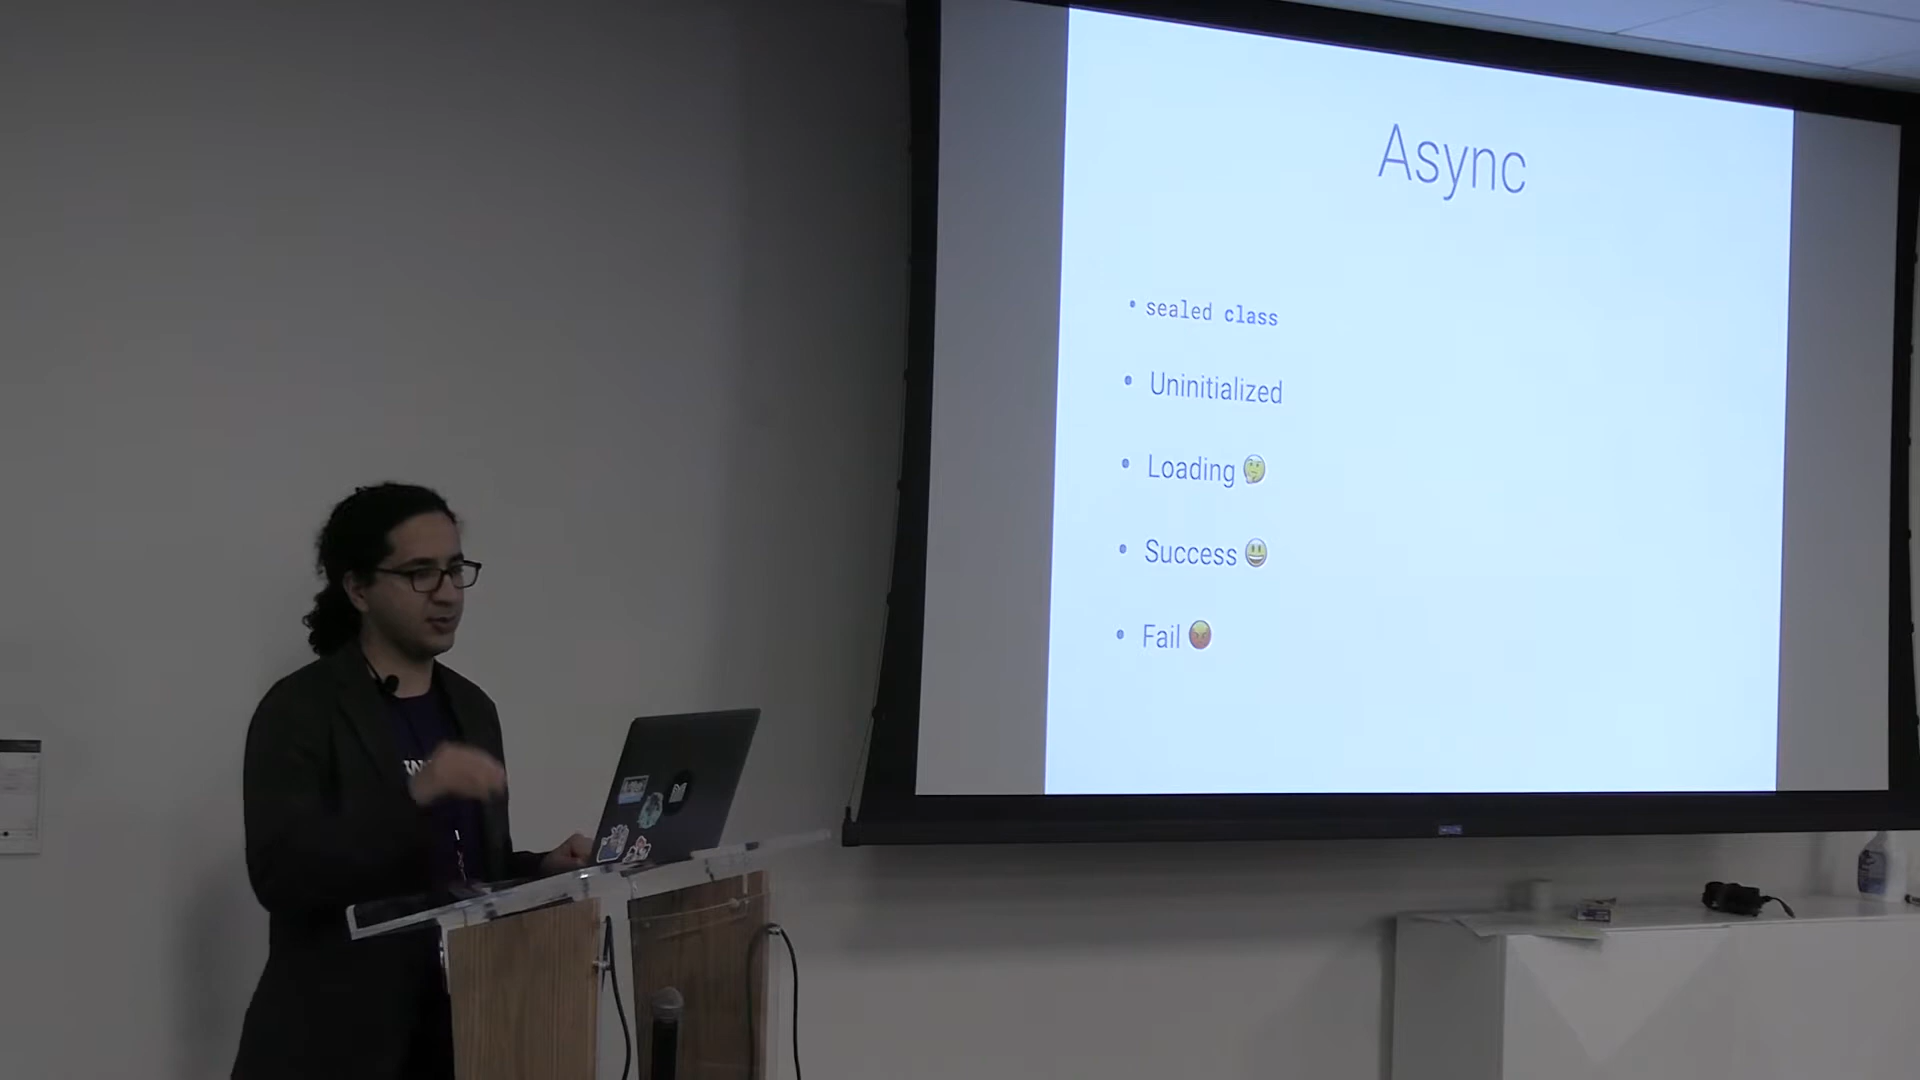 Async
• sealed class
• Uninitialized
• Loading 🤔
• Success 😃
• Fail 😡